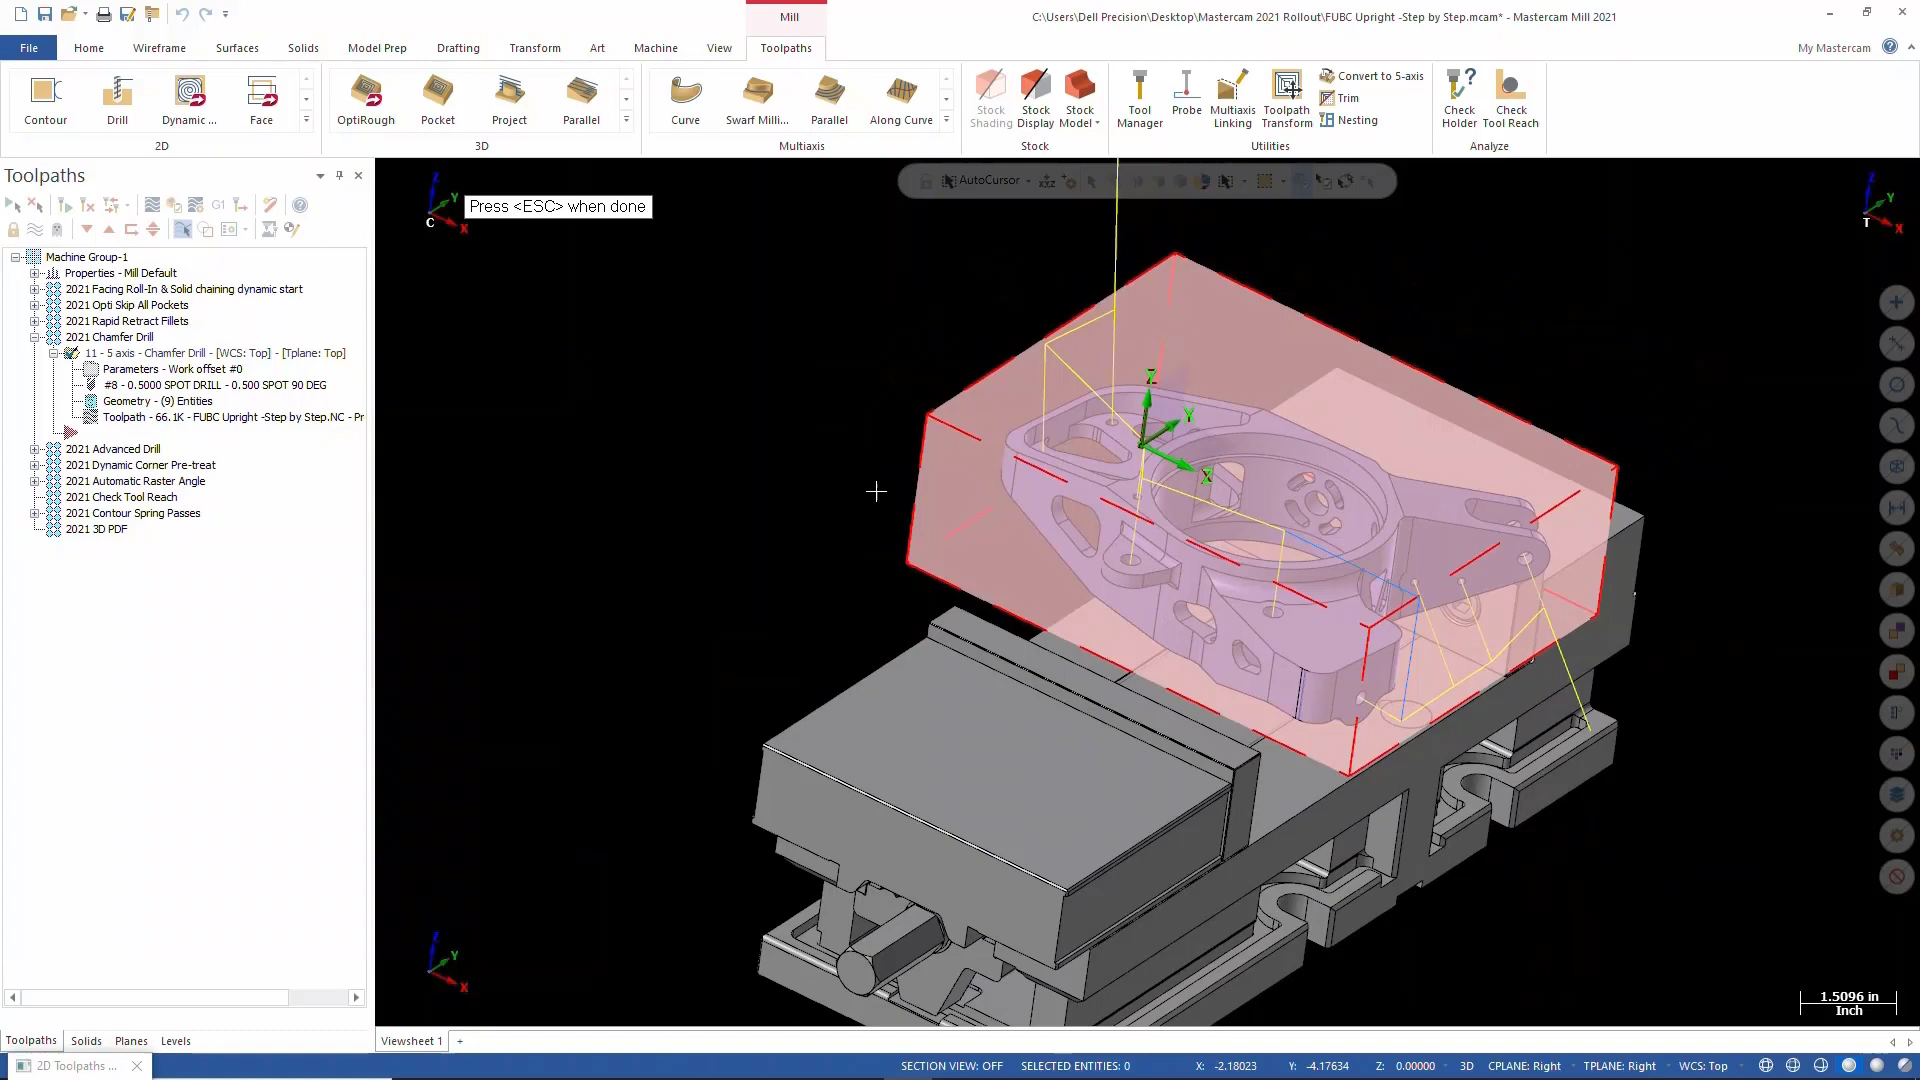 Mill
C:\Users\Dell Precision\Desktop\Mastercam 2021 Rollout\FUBC Upright -Step by Step.mcam* - Mastercam Mill 2021
File Home Wireframe Surfaces Solids Model Prep Drafting Transform Art Machine View Toolpaths My Mastercam
Contour Drill Dynamic ... Face
2D
OptiRough Pocket Project Parallel
3D
Curve Swarf Milli... Parallel Along Curve
Multiaxis
Stock Shading
Stock Display
Stock Model
Stock
Tool Manager
Probe
Multiaxis Linking
Toolpath Transform
Convert to 5-axis
Trim
Nesting
Utilities
Check Holder
Check Tool Reach
Analyze
Toolpaths
G1
Machine Group-1
Properties - Mill Default
2021 Facing Roll-In & Solid chaining dynamic start
2021 Opti Skip All Pockets
2021 Rapid Retract Fillets
2021 Chamfer Drill
11 - 5 axis - Chamfer Drill - [WCS: Top] - [Tplane: Top]
Parameters - Work offset #0
#8 - 0.5000 SPOT DRILL - 0.500 SPOT 90 DEG
Geometry - (9) Entities
Toolpath - 66.1K - FUBC Upright -Step by Step.NC - Pr
2021 Advanced Drill
2021 Dynamic Corner Pre-treat
2021 Automatic Raster Angle
2021 Check Tool Reach
2021 Contour Spring Passes
2021 3D PDF
Z Y X C
Press <ESC> when done
AutoCursor
xyz
Z Y X T
Z Y X
Z Y X
1.5096 in
Inch
Toolpaths Solids Planes Levels
Viewsheet 1 +
2D Toolpaths ...
SECTION VIEW: OFF SELECTED ENTITIES: 0 X: -2.18023 Y: -4.17634 Z: 0.00000 3D CPLANE: Right TPLANE: Right WCS: Top